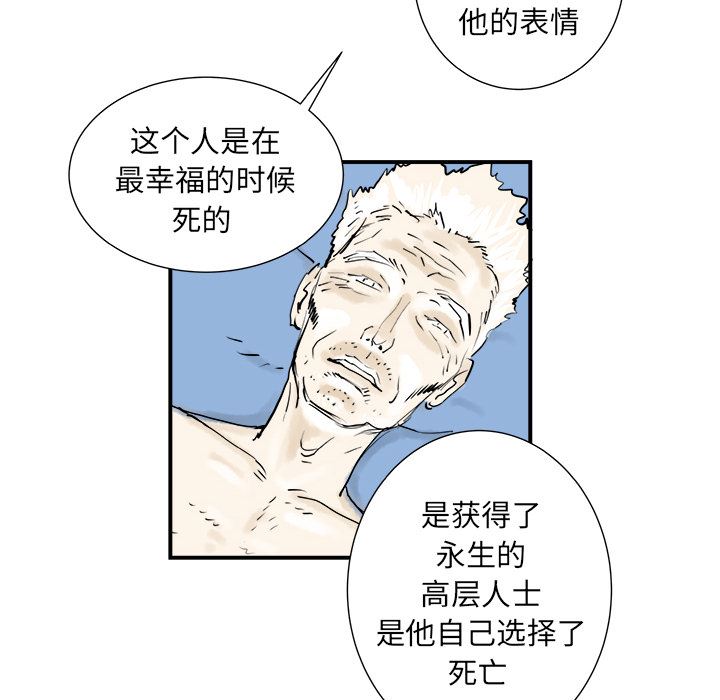 他的表情
这个人是在
最幸福的时候
死的
是获得了
永生的
高层人士
是他自己选择了
死亡